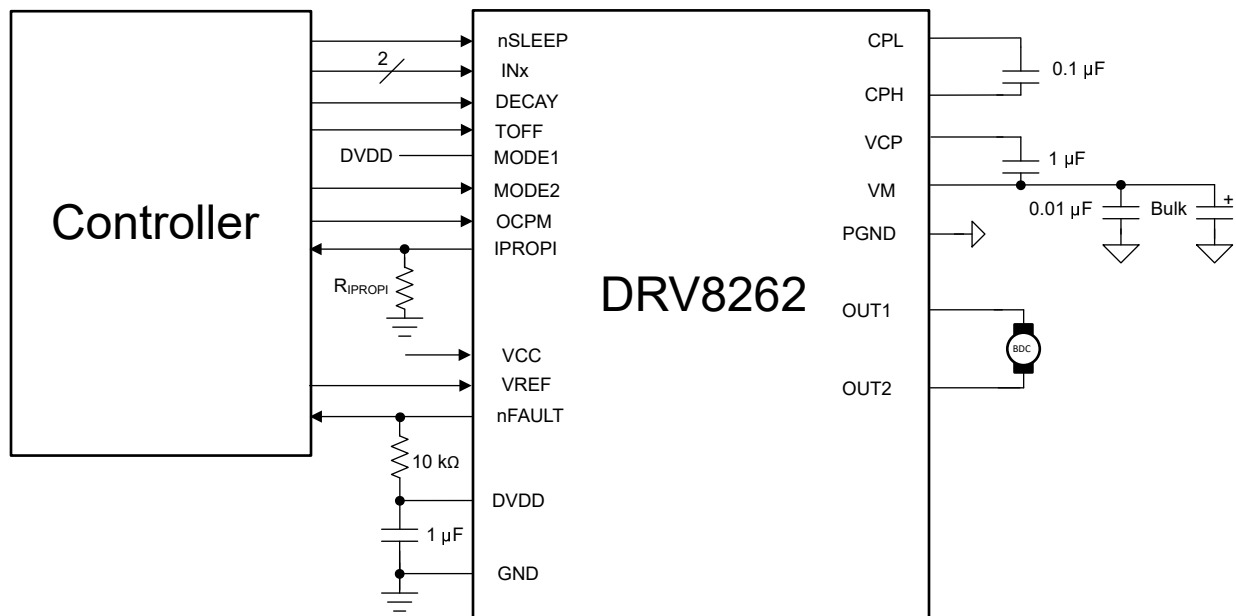 Controller
2
DVDD
R_IPROPI
10 kΩ
1 µF
nSLEEP
INx
DECAY
TOFF
MODE1
MODE2
OCPM
IPROPI
VCC
VREF
nFAULT
DVDD
GND
DRV8262
CPL
CPH
VCP
VM
PGND
OUT1
OUT2
0.1 µF
1 µF
0.01 µF
Bulk
+
BDC